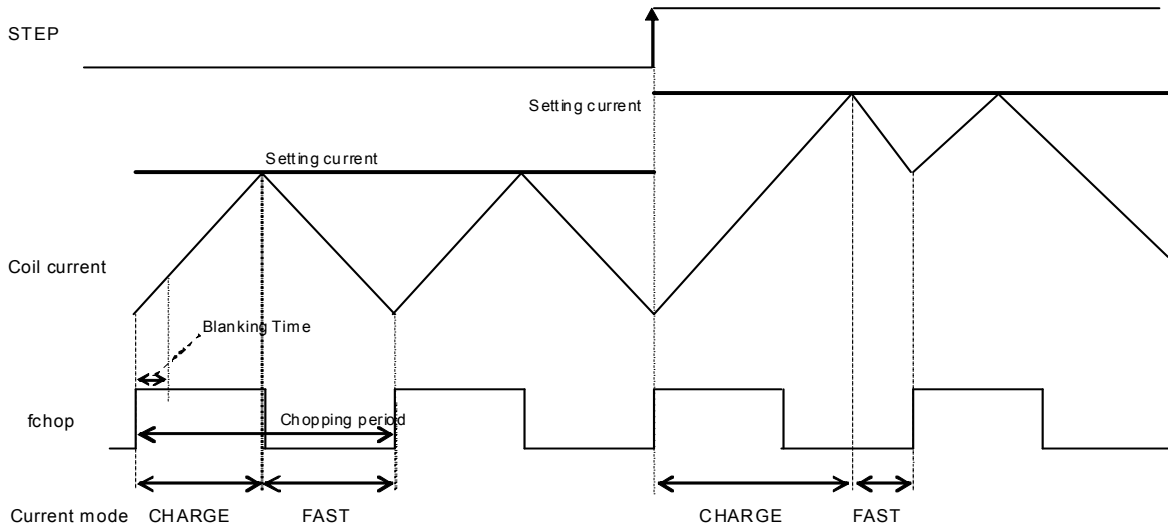 STEP
Setting current
Setting current
Coil current
Blanking Time
fchop
Chopping period
Current mode CHARGE FAST CHARGE FAST